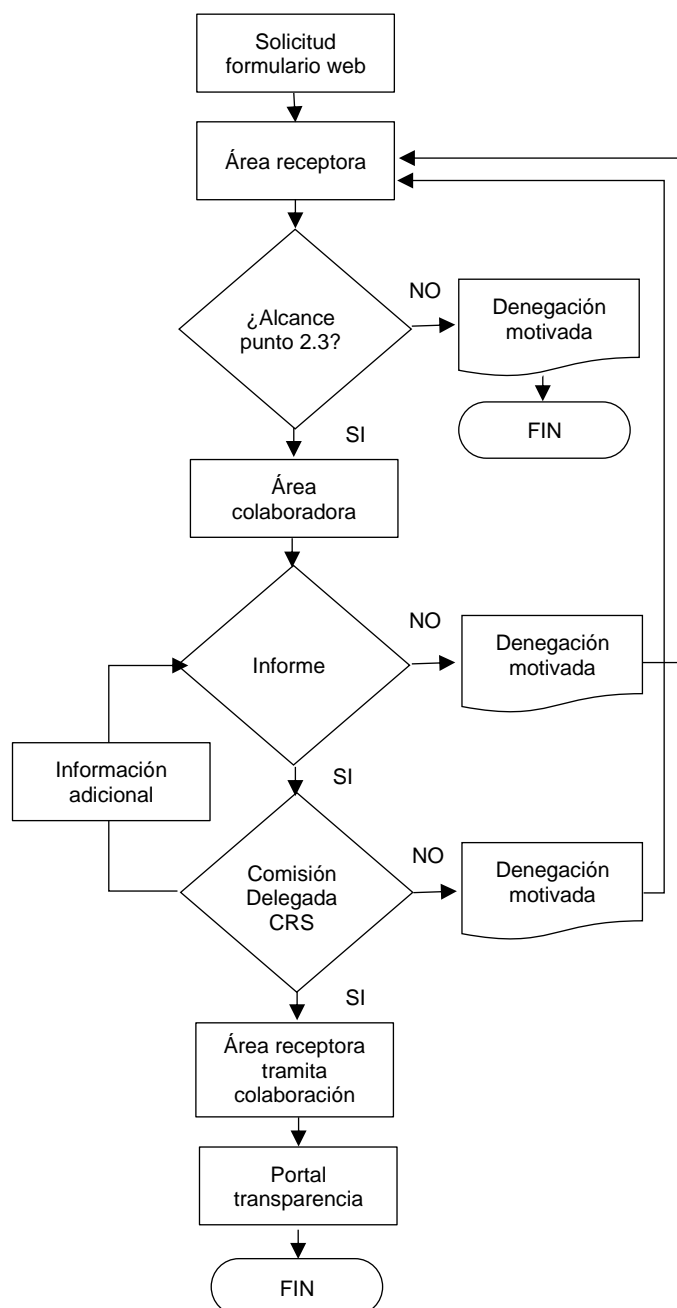 Solicitud
formulario web
Área receptora
¿Alcance
punto 2.3?
NO
Denegación
motivada
FIN
SI
Área
colaboradora
Informe
NO
Denegación
motivada
SI
Información
adicional
Comisión
Delegada
CRS
NO
Denegación
motivada
SI
Área receptora
tramita
colaboración
Portal
transparencia
FIN